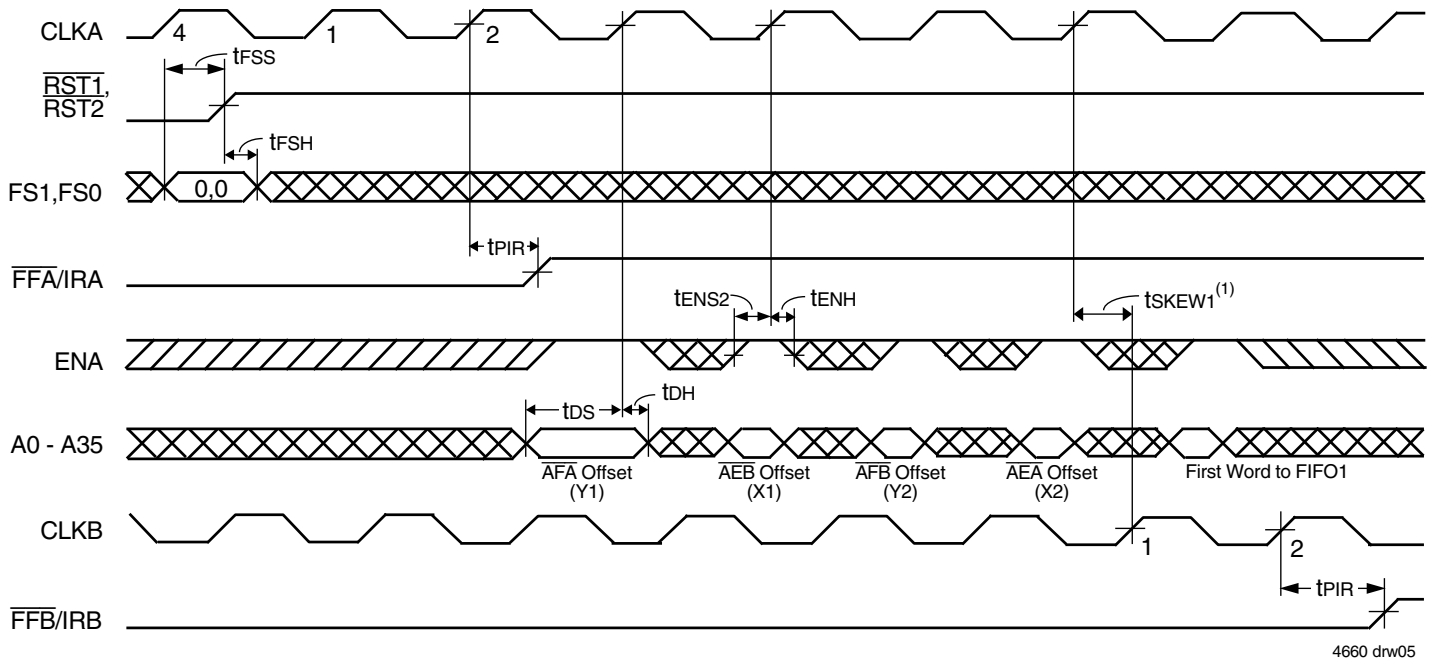 CLKA 4 1 2
tFSS
RST1,
RST2
tFSH
FS1,FS0 0,0
tPIR
FFA/IRA
tENS2 tENH tSKEW1(1)
ENA
tDS tDH
A0 - A35
AFA Offset
(Y1)
AEB Offset
(X1)
AFB Offset
(Y2)
AEA Offset
(X2)
First Word to FIFO1
CLKB 1 2
tPIR
FFB/IRB
4660 drw05